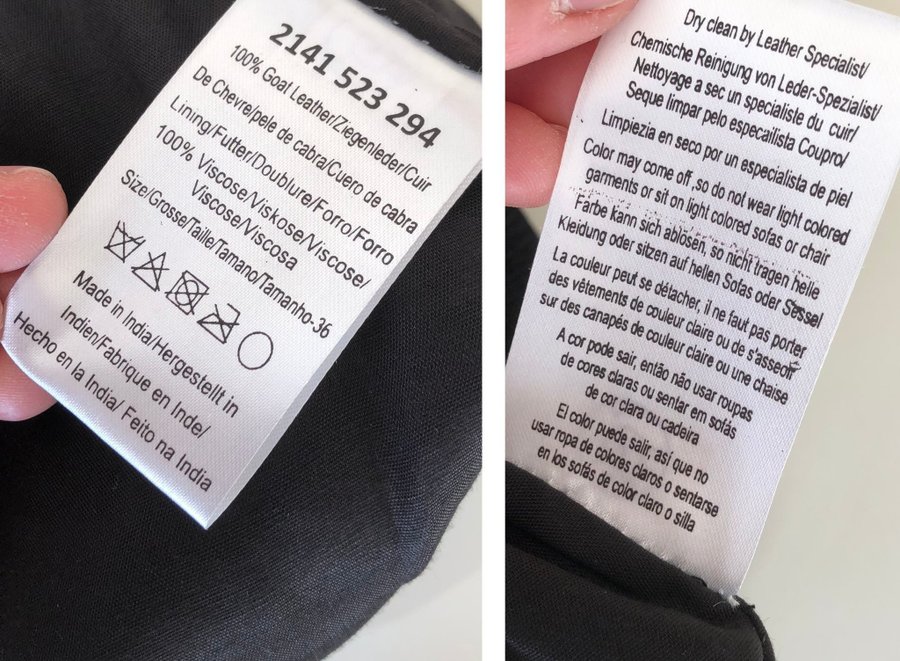 2141 523 294
100% Goat Leather/Ziegenleder/Cuir
De Chevre/pele de cabra/Cuero de cabra
Lining/Futter/Doublure/Forrro/Forro
100% Viscose/Viskose/Viscose/
Viscose/Viscosa
Size/Grosse/Taille/Tamano/Tamanho-36
Made in India/Hergestellt in
Indien/Fabrique en Inde/
Hecho en la India/ Feito na India
Dry clean by Leather Specialist/
Chemische Reinigung von Leder-Spezialist/
Nettoyage a sec un specialiste du cuir/
Seque limpar pelo especailista Coupro/
Limpiezia en seco por un especialista de piel
Color may come off ,so do not wear light colored
garments or sit on light colored sofas or chair
Farbe kann sich ablösen, so nicht tragen helle
Kleidung oder sitzen auf hellen Sofas oder Sessel
La couleur peut se détacher, il ne faut pas porter
des vêtements de couleur claire ou de s'asseoir
sur des canapés de couleur claire ou une chaise
A cor pode sair, então não usar roupas
de cores claras ou sentar em sofás
de cor clara ou cadeira
El color puede salir, así que no
usar ropa de colores claros o sentarse
en los sofás de color claro o silla